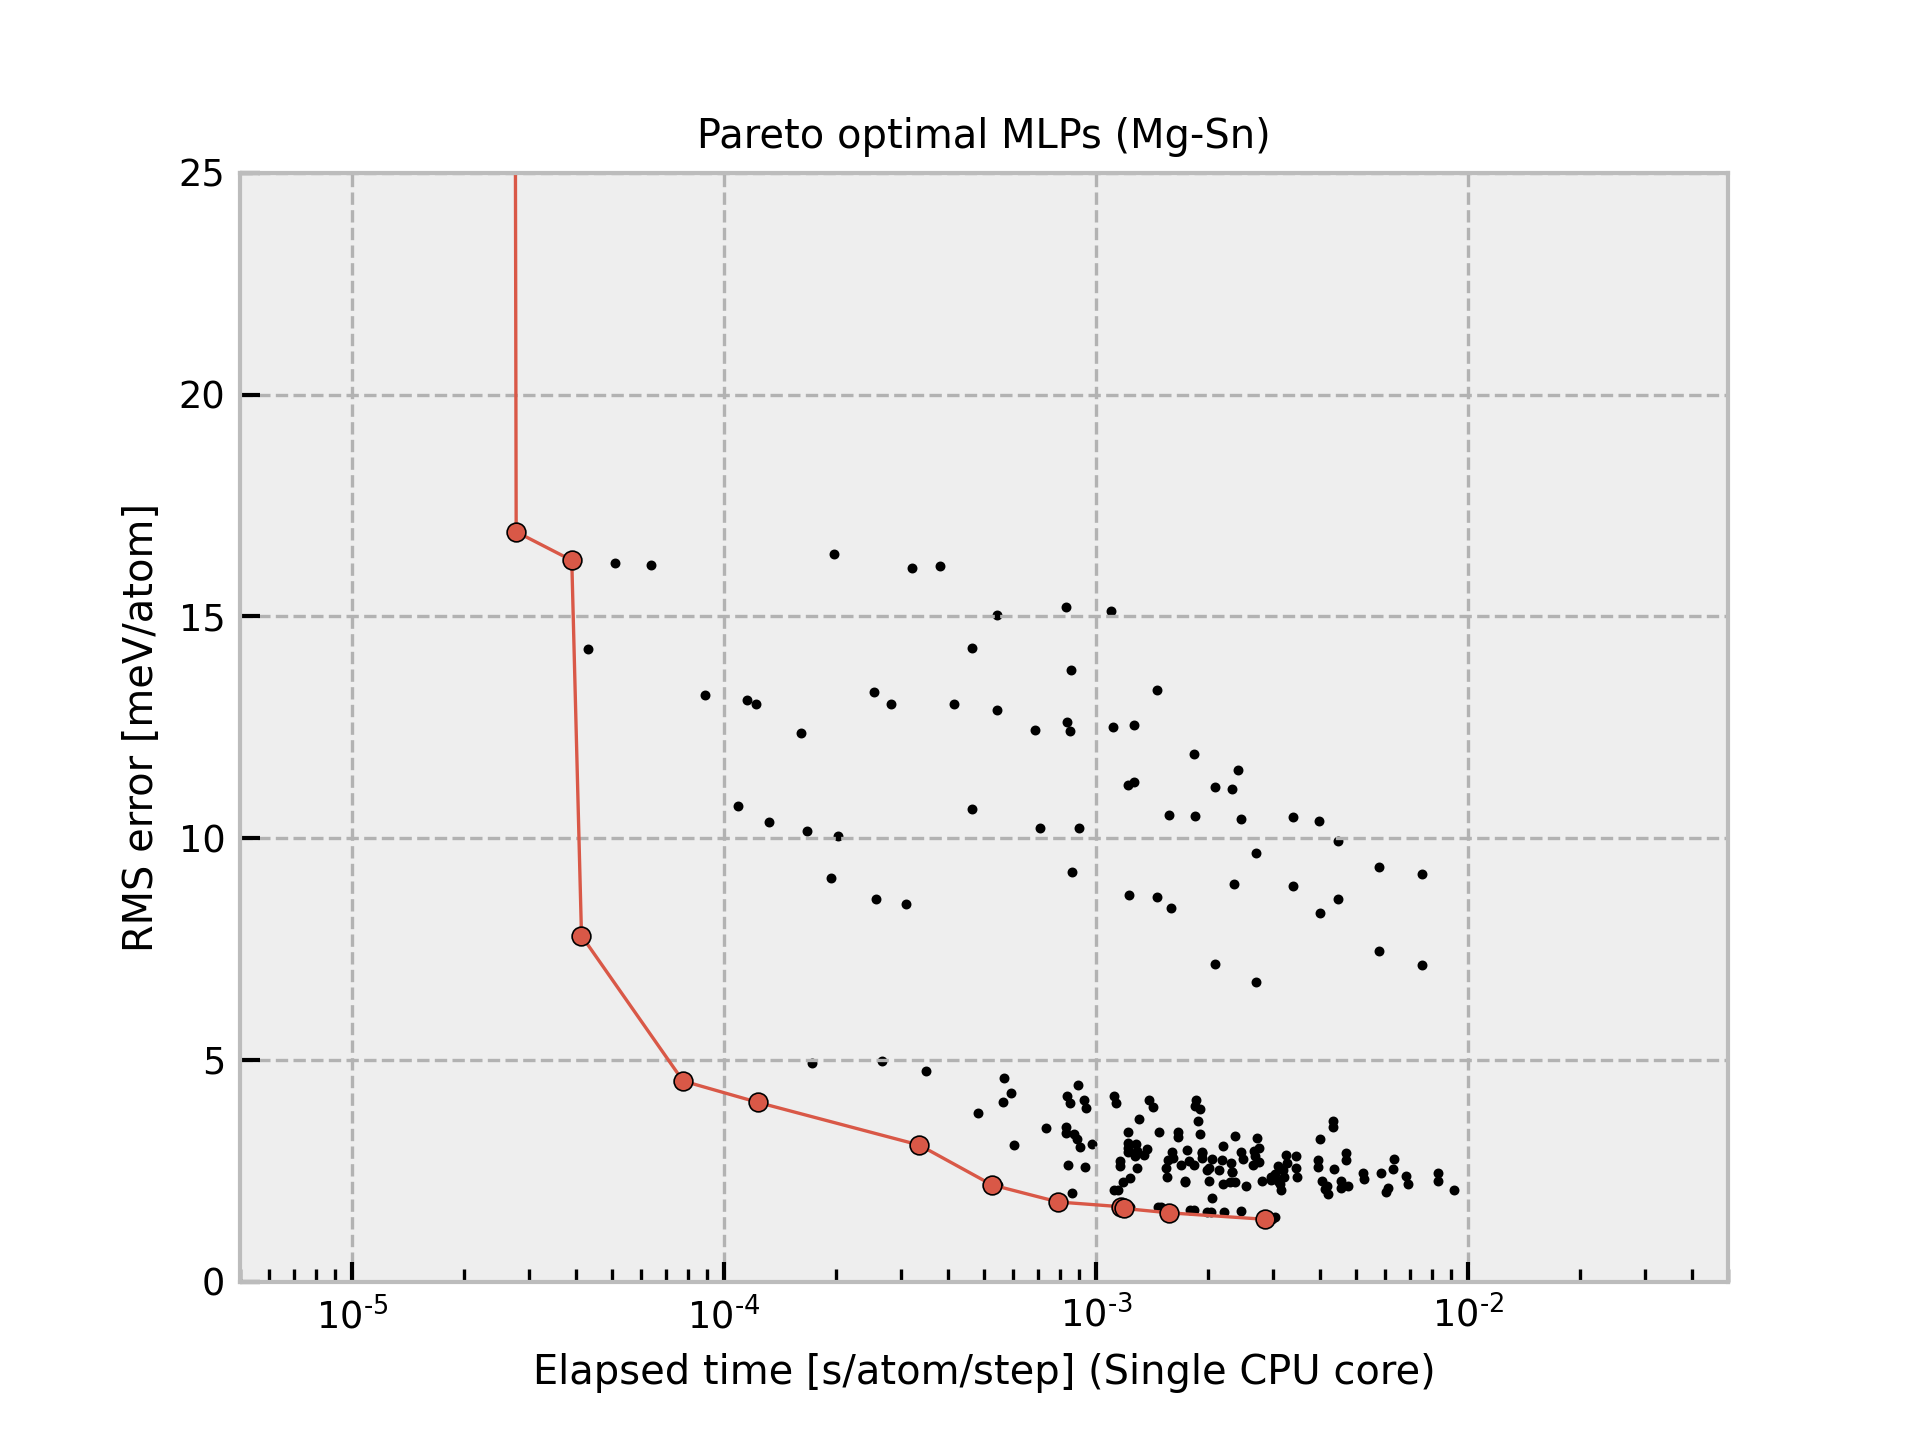 Pareto optimal MLPs (Mg-Sn)
25
20
15
10
5
0
RMS error [meV/atom]
10^-5 10^-4 10^-3 10^-2
Elapsed time [s/atom/step] (Single CPU core)